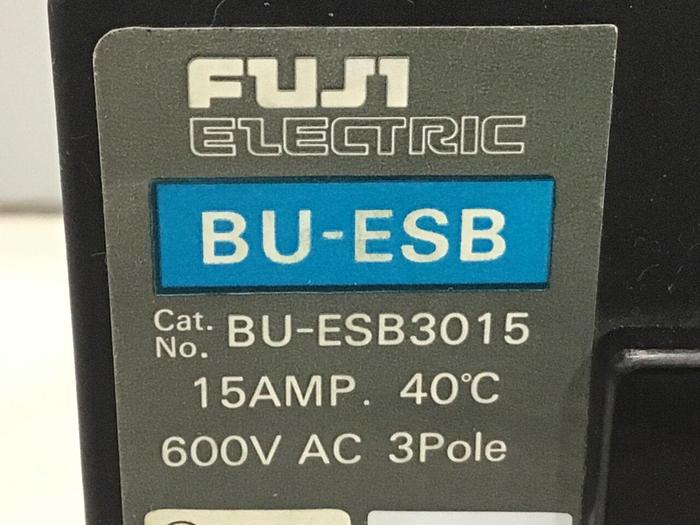 FUJI
ELECTRIC
BU-ESB
Cat. No. BU-ESB3015
15AMP. 40°C
600V AC 3Pole